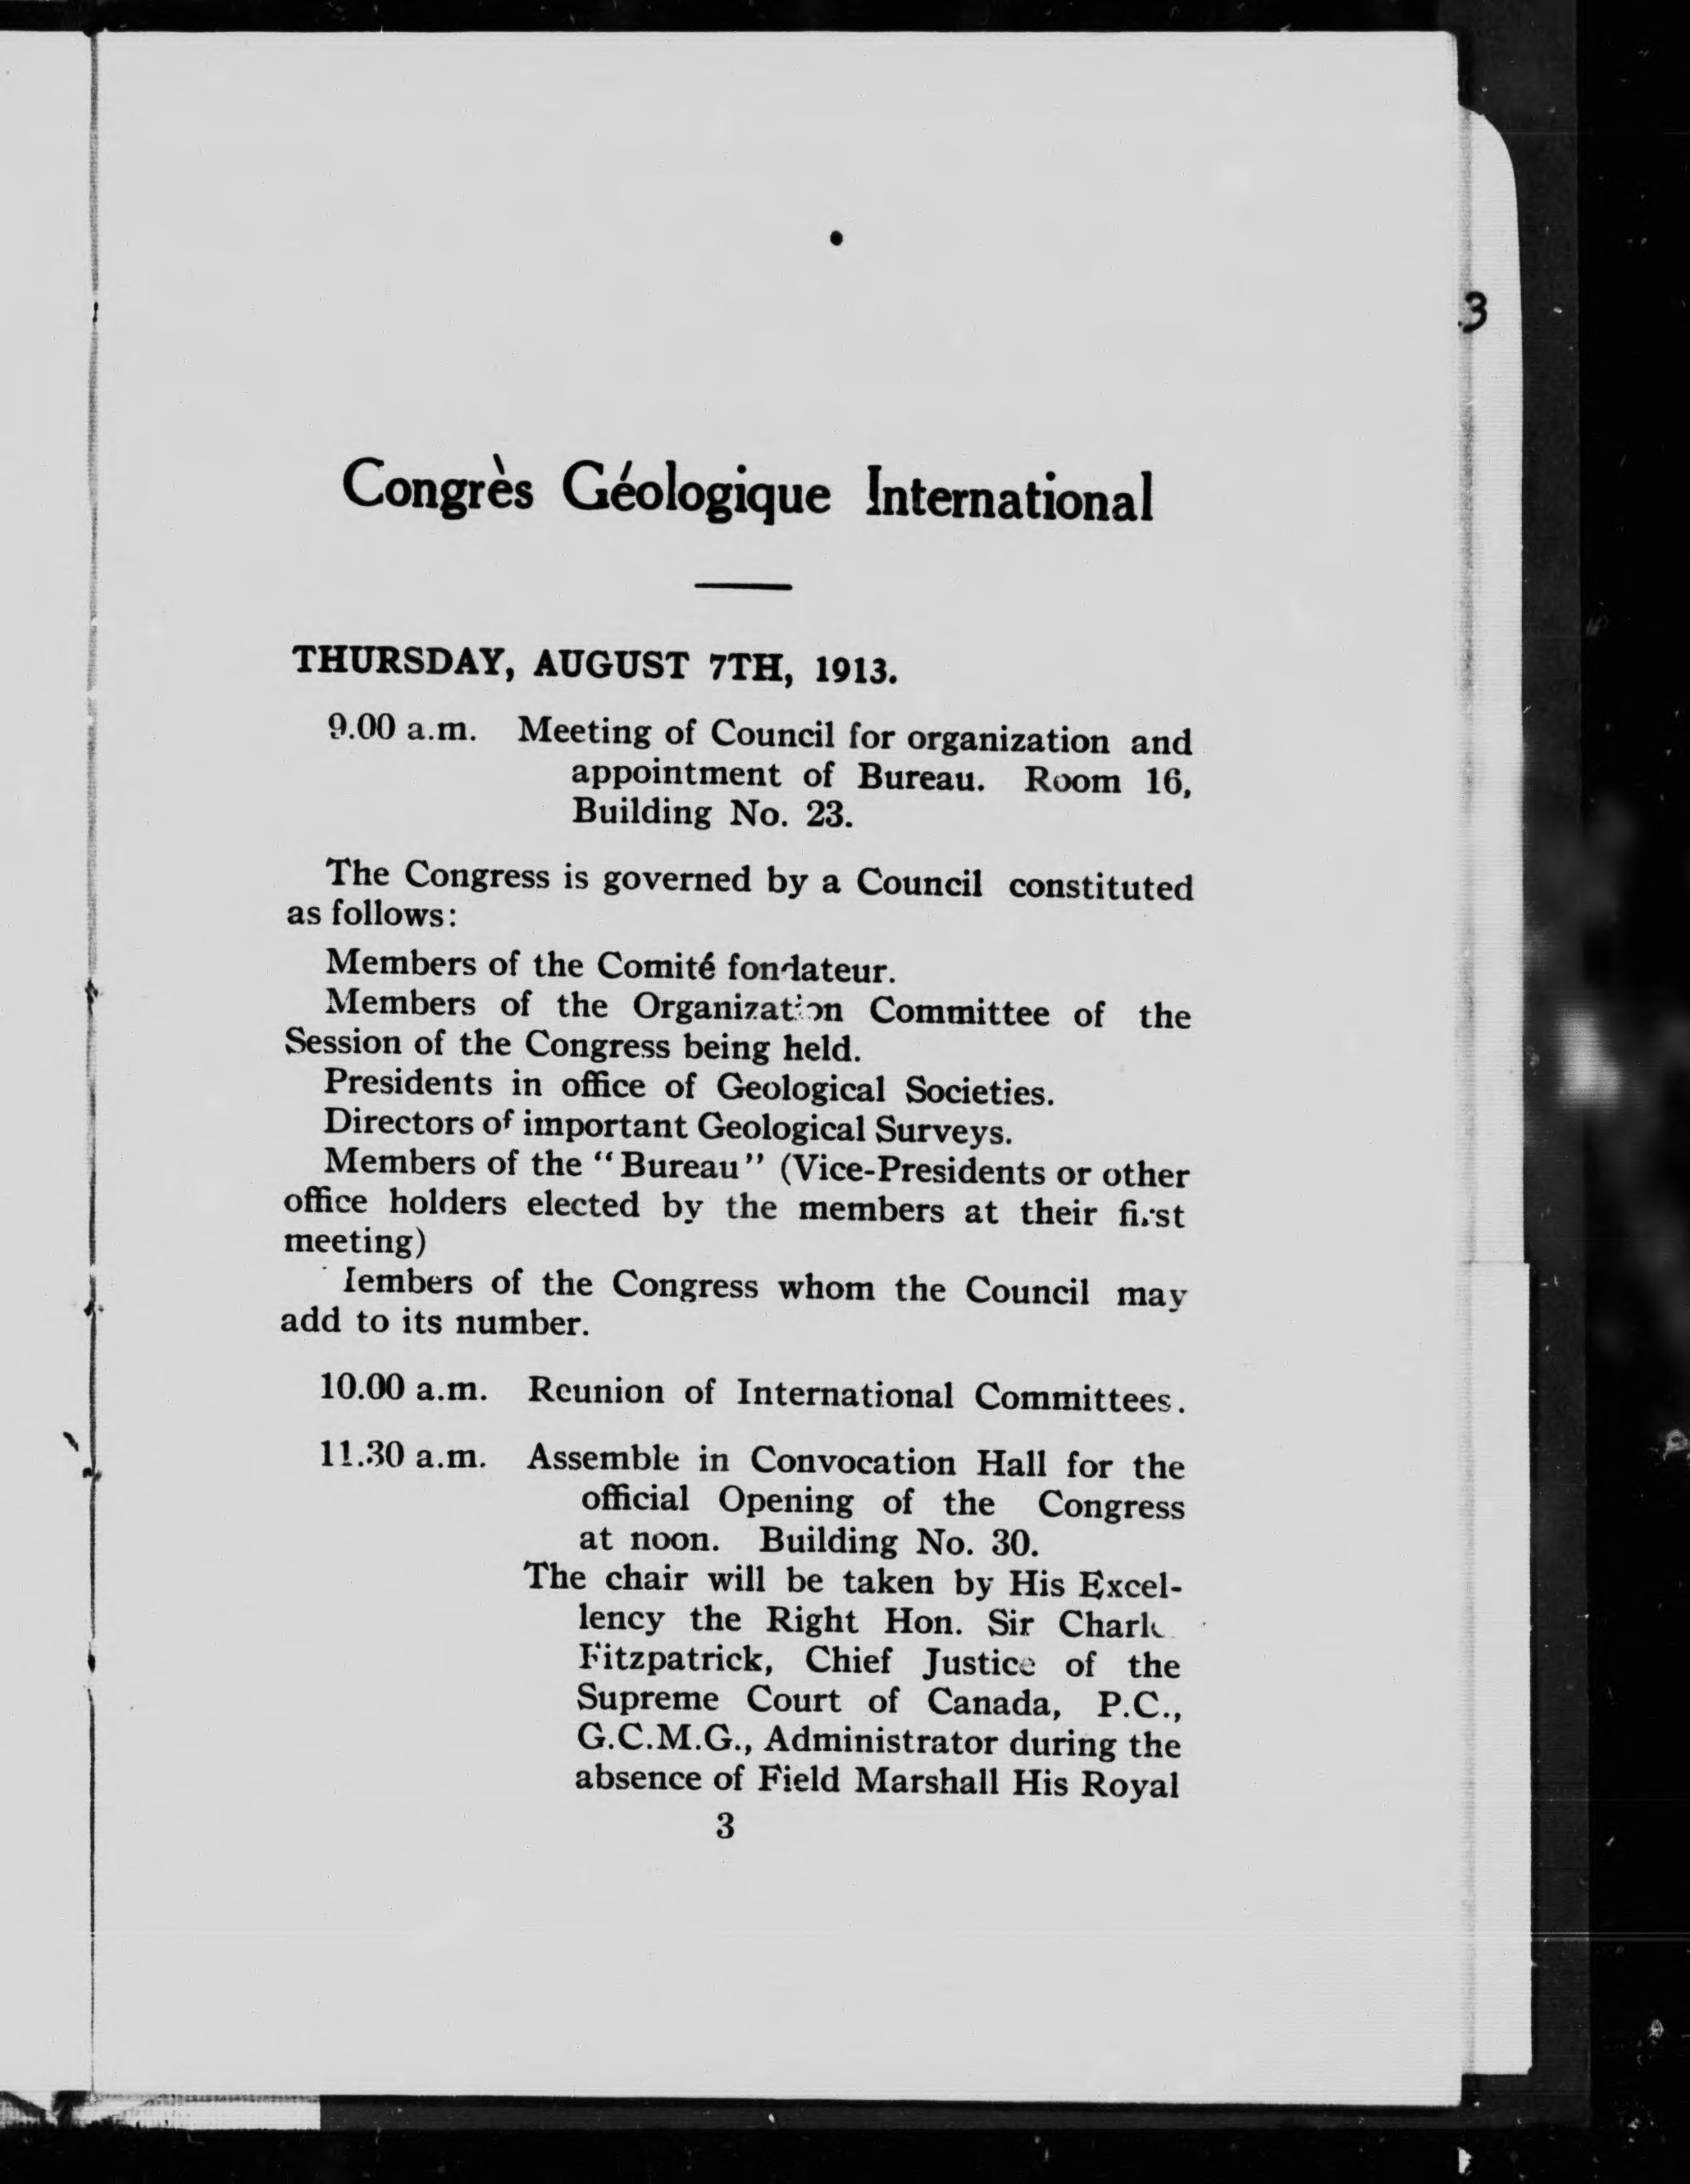 3
Congrès Géologique International
THURSDAY, AUGUST 7TH, 1913.
9.00 a.m. Meeting of Council for organization and
appointment of Bureau. Room 16,
Building No. 23.
The Congress is governed by a Council constituted
as follows:
Members of the Comité fondateur.
Members of the Organization Committee of the
Session of the Congress being held.
Presidents in office of Geological Societies.
Directors of important Geological Surveys.
Members of the "Bureau" (Vice-Presidents or other
office holders elected by the members at their first
meeting)
Members of the Congress whom the Council may
add to its number.
10.00 a.m. Reunion of International Committees.
11.30 a.m. Assemble in Convocation Hall for the
official Opening of the Congress
at noon. Building No. 30.
The chair will be taken by His Excel-
lency the Right Hon. Sir Charles
Fitzpatrick, Chief Justice of the
Supreme Court of Canada, P.C.,
G.C.M.G., Administrator during the
absence of Field Marshall His Royal
3